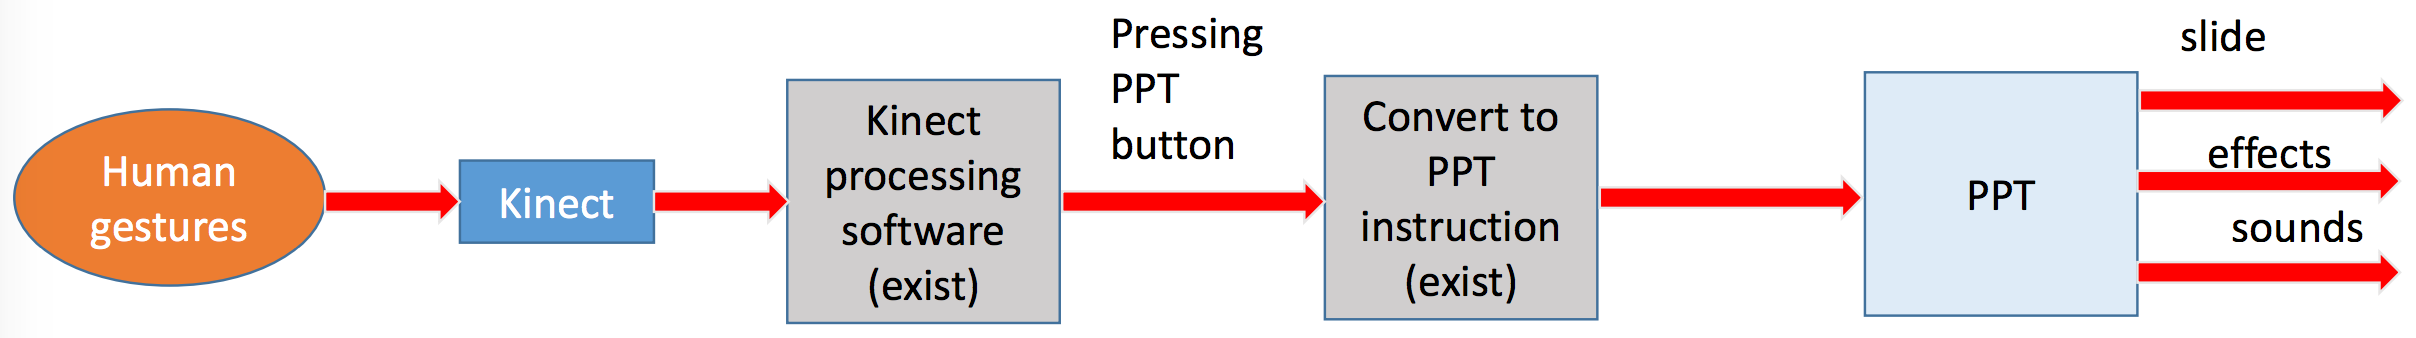 Human
gestures
Kinect
Kinect
processing
software
(exist)
Pressing
PPT
button
Convert to
PPT
instruction
(exist)
PPT
slide
effects
sounds